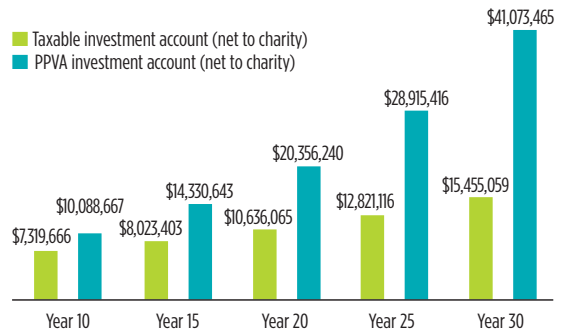 $41,073,465
Taxable investment account (net to charity)
PPVA investment account (net to charity)
$28,915,416
$20,356,240
$15,455,059
$14,330,643
$12,821,116
$10,088,667
$10,636,065
$7,319,666
$8,023,403
Year 10
Year 15
Year 20
Year 25
Year 30